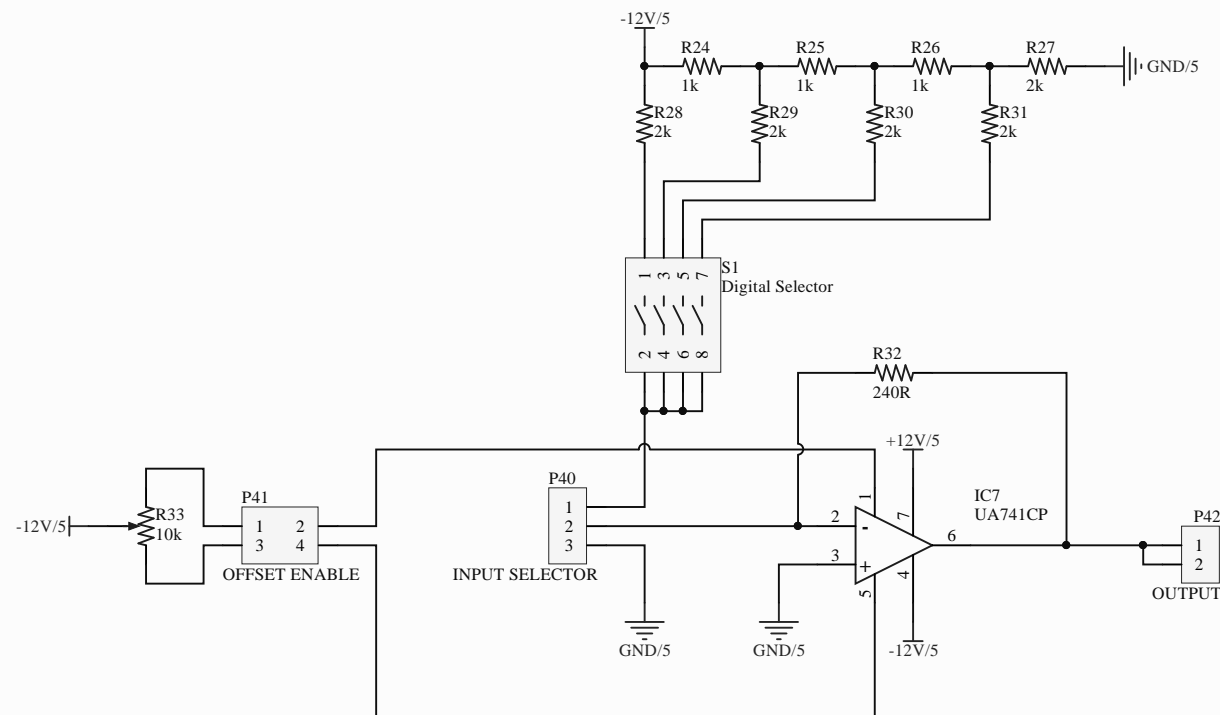 -12V/5
R24
R25
R26
R27
1k
1k
1k
2k
GND/5
R28
2k
R29
2k
R30
2k
R31
2k
1
3
5
7
S1
Digital Selector
2
4
6
8
R32
240R
+12V/5
P40
P41
1
IC7
UA741CP
7
-12V/5
R33
10k
1
2
3
4
OFFSET ENABLE
1
2
3
INPUT SELECTOR
2
-
3
+
6
5
4
P42
1
2
OUTPUT
GND/5
GND/5
-12V/5